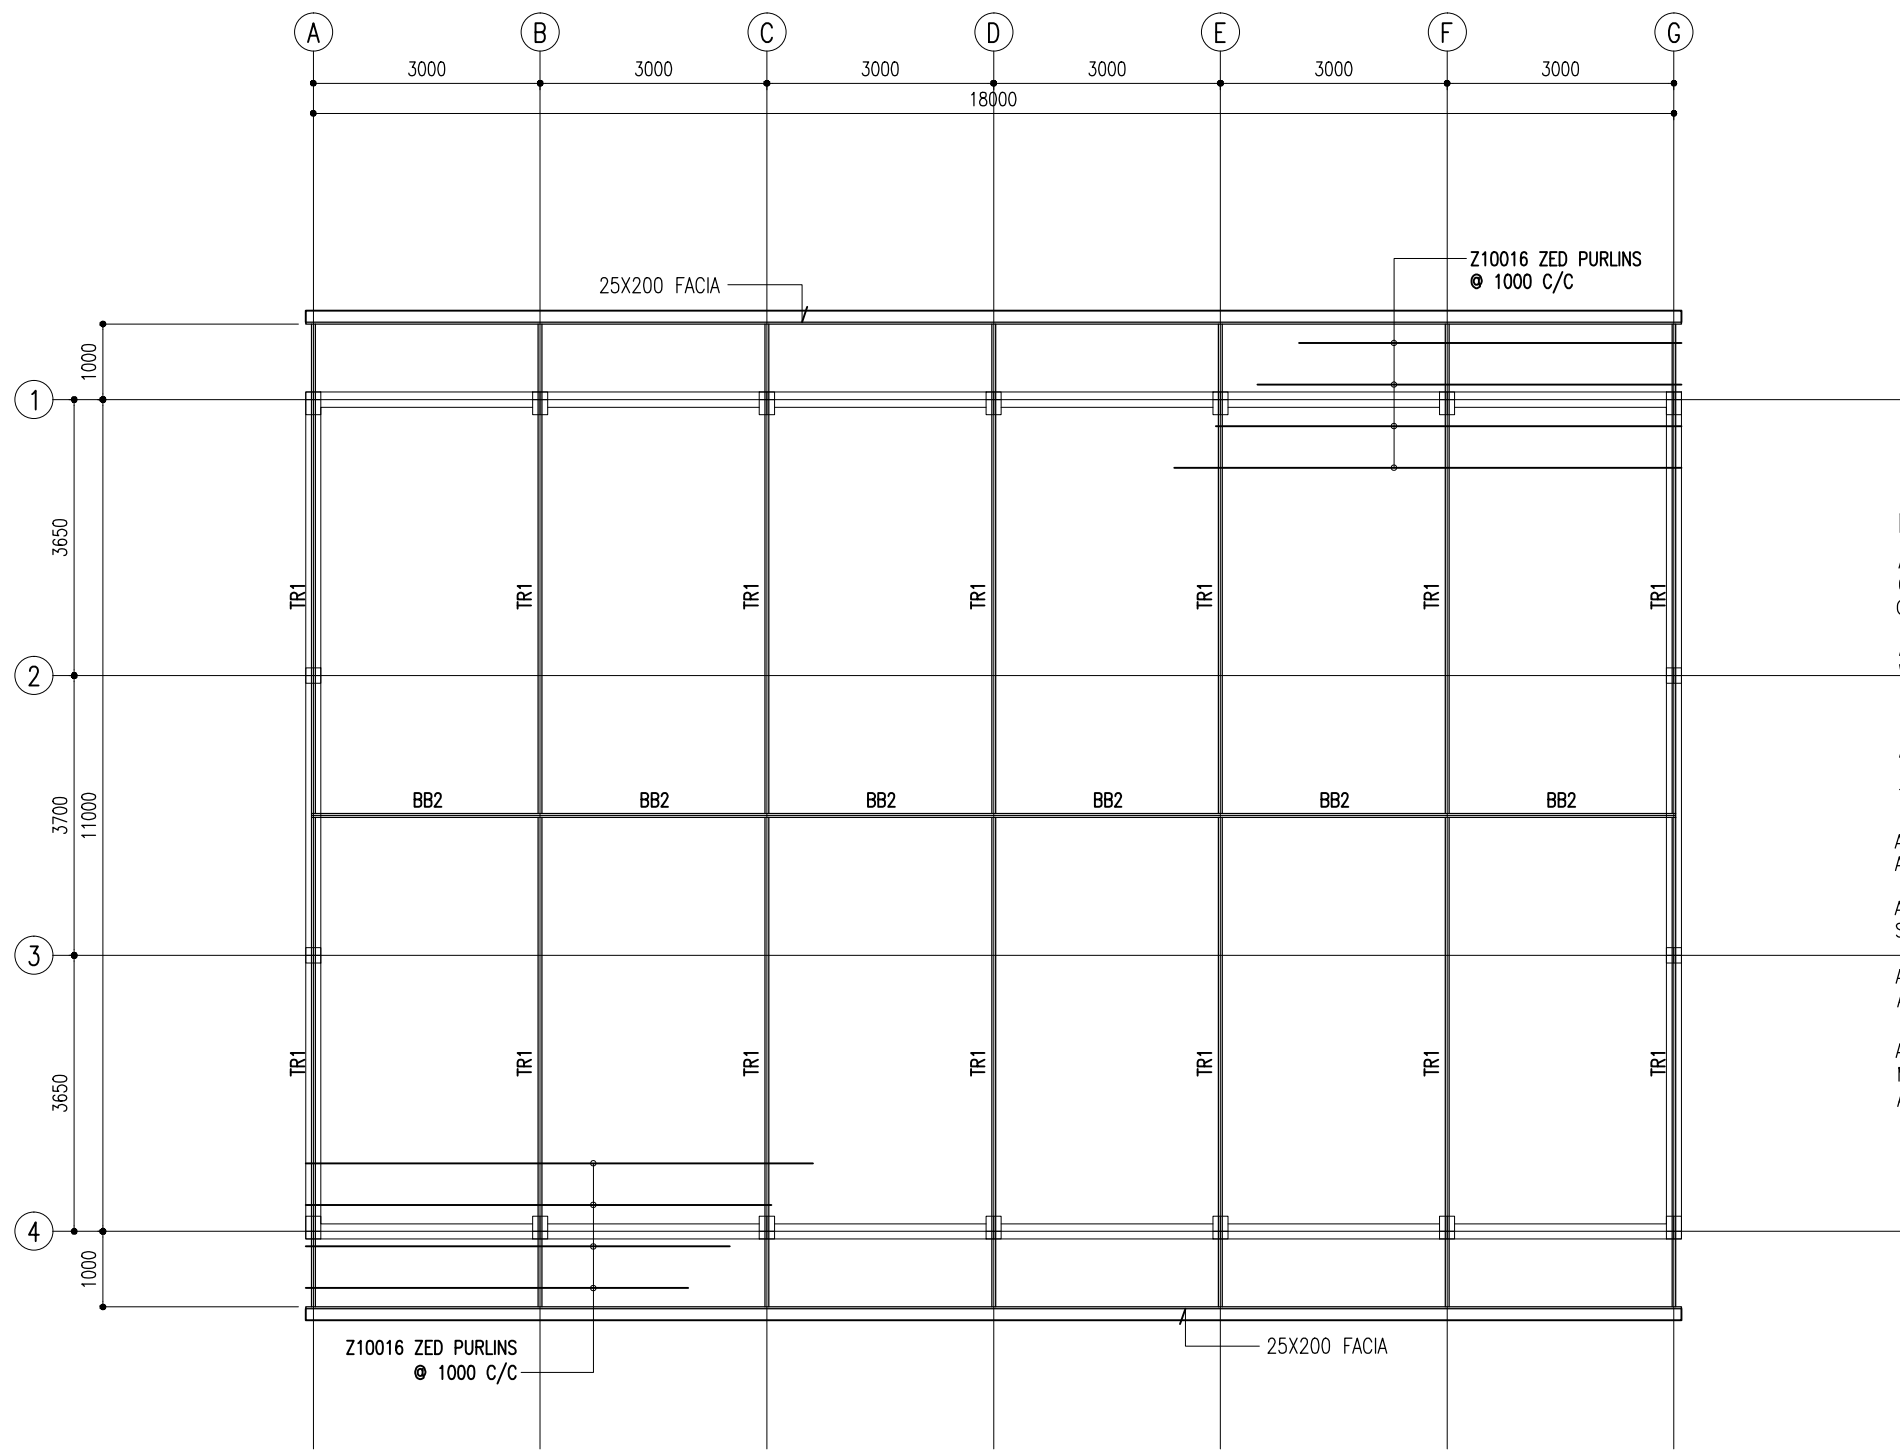 A B C D E F G
3000 3000 3000 3000 3000 3000
18000
Z10016 ZED PURLINS
@ 1000 C/C
25X200 FACIA
1000
1
3650
TR1 TR1 TR1 TR1 TR1 TR1 TR1
2
BB2 BB2 BB2 BB2 BB2 BB2
3700
11000
3
TR1 TR1 TR1 TR1 TR1 TR1 TR1
3650
4
1000
Z10016 ZED PURLINS
@ 1000 C/C
25X200 FACIA